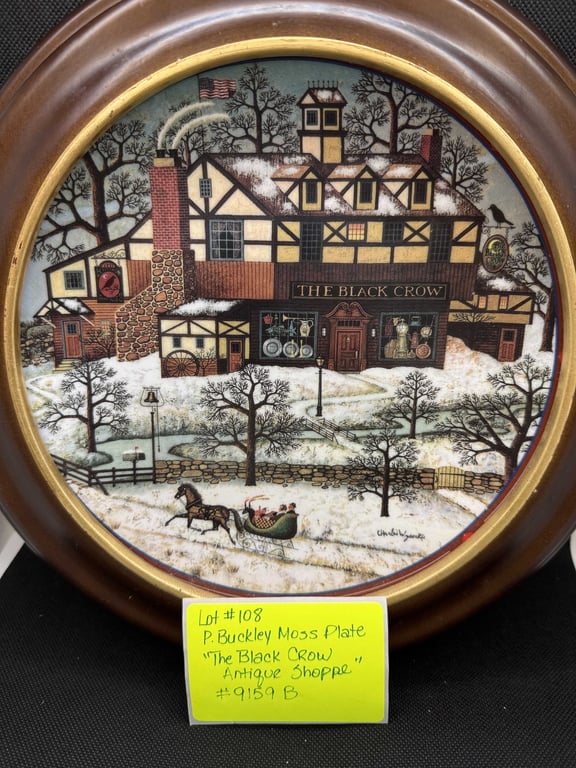 THE BLACK CROW
Lot #108
P. Buckley Moss Plate
"The Black Crow
Antique Shoppe"
#9159 B